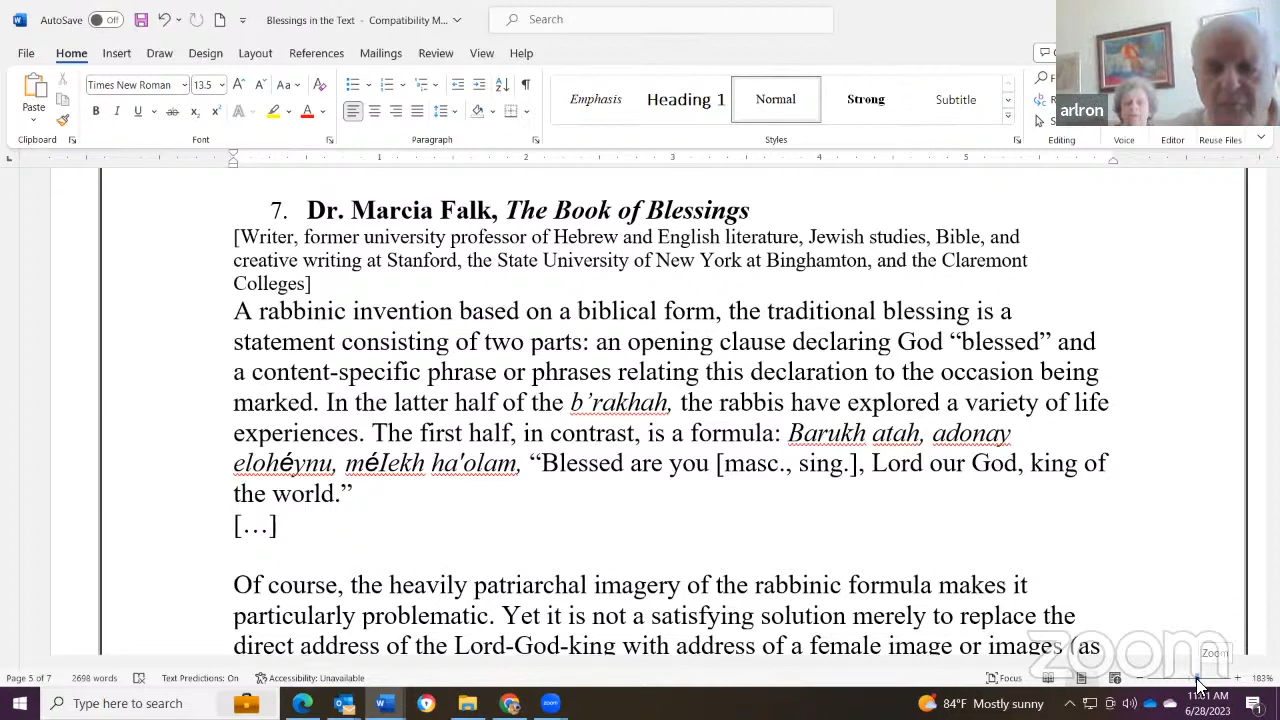 AutoSave Off Blessings in the Text - Compatibility M... Search
File Home Insert Draw Design Layout References Mailings Review View Help
Times New Roman 13.5
Paste B I U Emphasis Heading 1 Normal Strong Subtitle
arlron
Clipboard Font Paragraph Styles Editing Voice Editor Reuse Files
1 2 3 4 5
7. Dr. Marcia Falk, The Book of Blessings
[Writer, former university professor of Hebrew and English literature, Jewish studies, Bible, and
creative writing at Stanford, the State University of New York at Binghamton, and the Claremont
Colleges]
A rabbinic invention based on a biblical form, the traditional blessing is a
statement consisting of two parts: an opening clause declaring God “blessed” and
a content-specific phrase or phrases relating this declaration to the occasion being
marked. In the latter half of the b’rakhah, the rabbis have explored a variety of life
experiences. The first half, in contrast, is a formula: Barukh atah, adonay
elohéynu, méIekh ha'olam, “Blessed are you [masc., sing.], Lord our God, king of
the world.”
[…]
Of course, the heavily patriarchal imagery of the rabbinic formula makes it
particularly problematic. Yet it is not a satisfying solution merely to replace the
direct address of the Lord-God-king with address of a female image or images (as
zoom
Zoom
Page 5 of 7 2698 words Text Predictions: On Accessibility: Unavailable Focus 183%
Type here to search 84°F Mostly sunny
6/28/2023